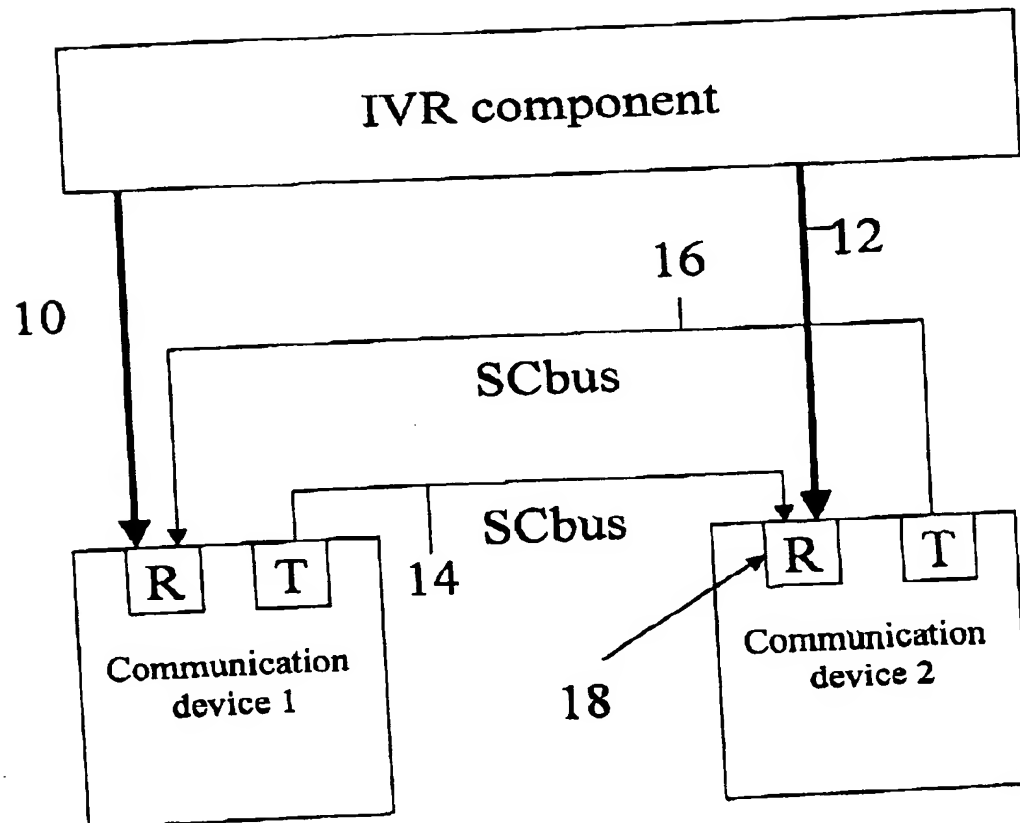 IVR component
12
16
10
SCbus
SCbus
R
T
R
T
14
Communication
device 1
Communication
device 2
18